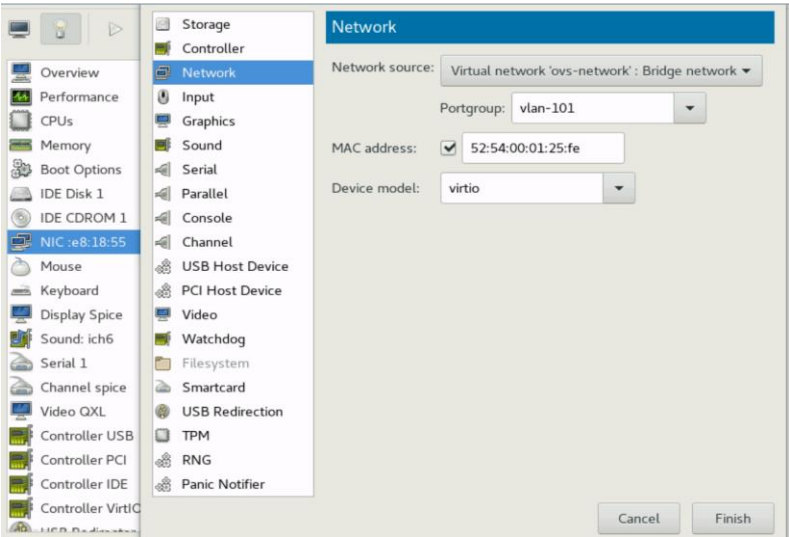 Overview
Performance
CPUs
Memory
Boot Options
IDE Disk 1
IDE CDROM 1
NIC :e8:18:55
Mouse
Keyboard
Display Spice
Sound: ich6
Serial 1
Channel spice
Video QXL
Controller USB
Controller PCI
Controller IDE
Controller VirtIO
Storage
Controller
Network
Input
Graphics
Sound
Serial
Parallel
Console
Channel
USB Host Device
PCI Host Device
Video
Watchdog
Filesystem
Smartcard
USB Redirection
TPM
RNG
Panic Notifier
Network
Network source: Virtual network 'ovs-network' : Bridge network
Portgroup: vlan-101
MAC address: 52:54:00:01:25:fe
Device model: virtio
Cancel Finish